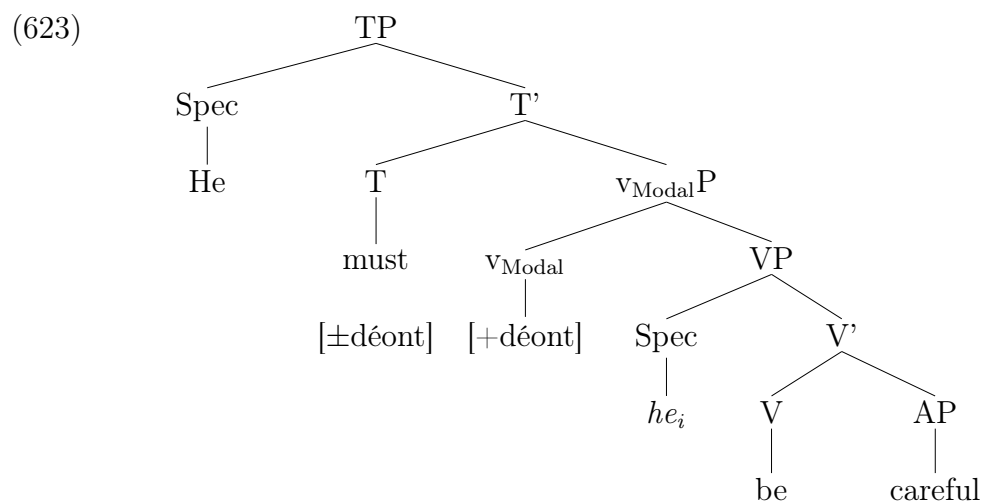 (623) TP
Spec T'
He T v_Modal P
must v_Modal VP
[±déont] [+déont] Spec V'
he_i V AP
be careful